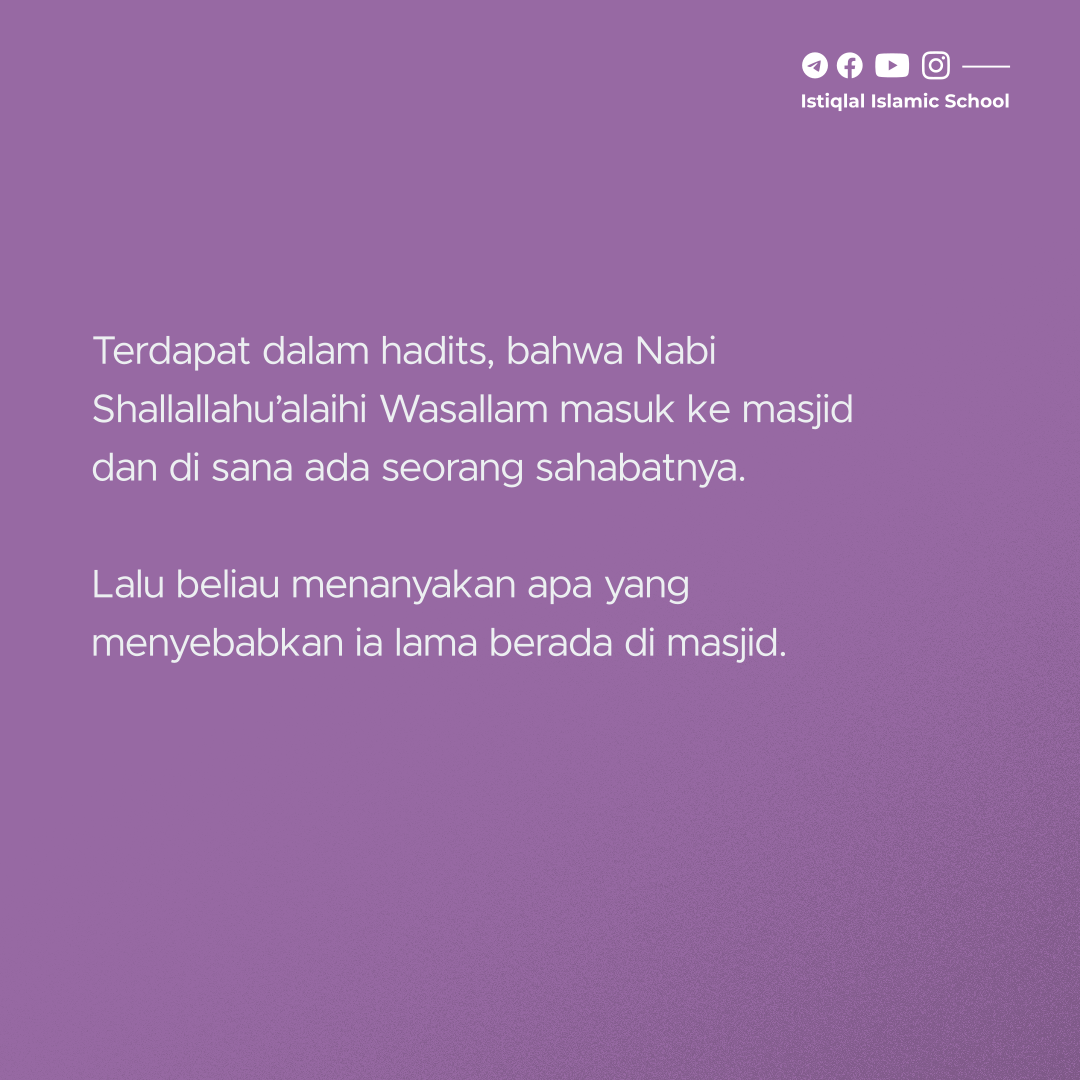 Istiqlal Islamic School
Terdapat dalam hadits, bahwa Nabi
Shallallahu’alaihi Wasallam masuk ke masjid
dan di sana ada seorang sahabatnya.
Lalu beliau menanyakan apa yang
menyebabkan ia lama berada di masjid.